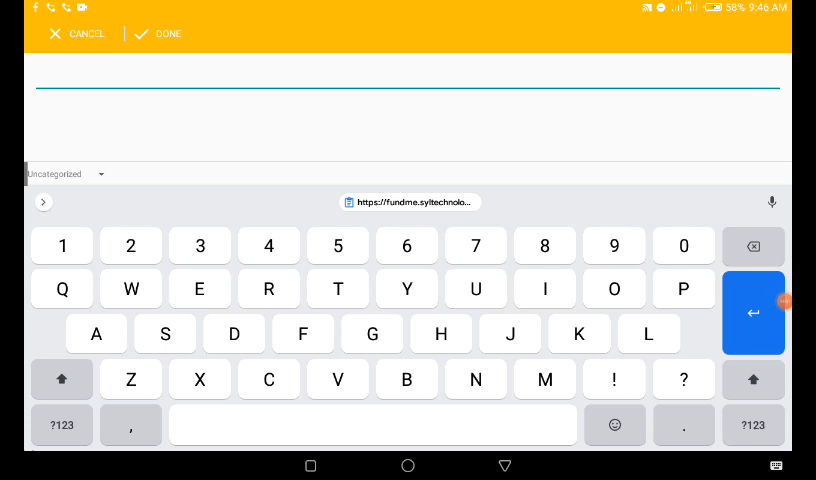 58% 9:46 AM
CANCEL DONE
Uncategorized
https://fundme.syltechnolo...
1 2 3 4 5 6 7 8 9 0
Q W E R T Y U I O P
A S D F G H J K L
Z X C V B N M ! ?
?123 , . ?123